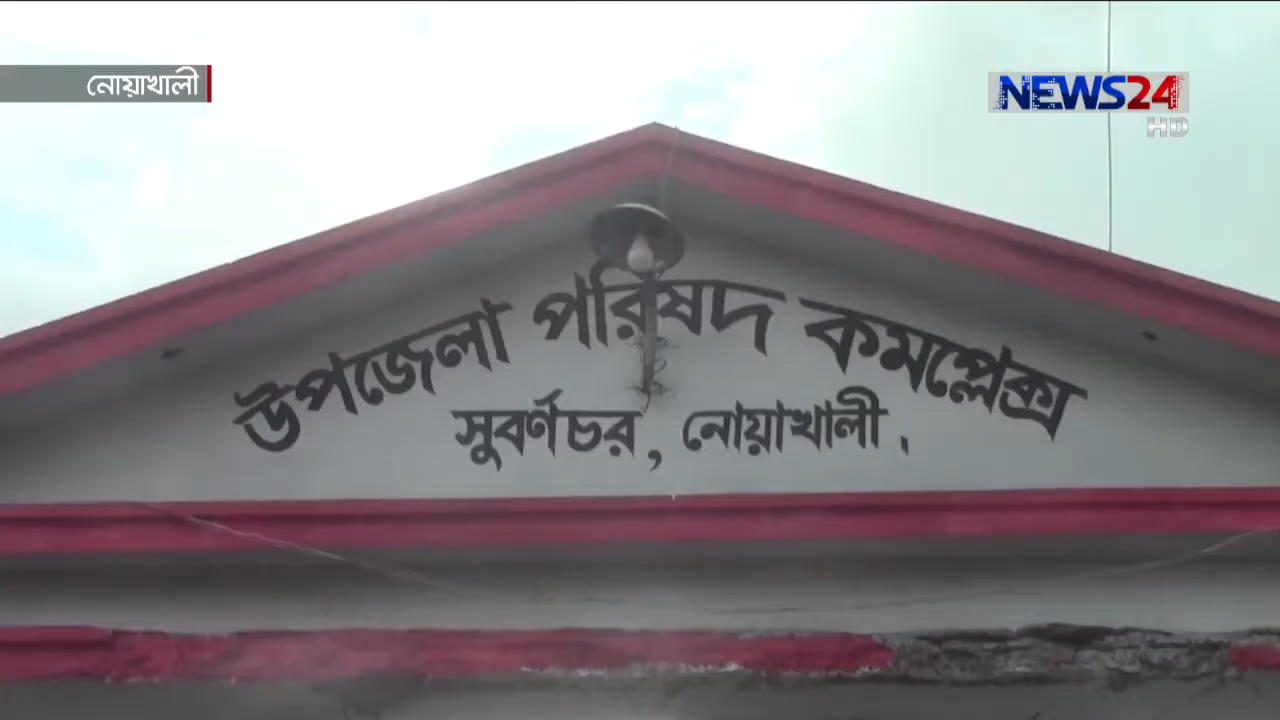 নোয়াখালী
NEWS24
HD
উপজেলা পরিষদ কমপ্লেক্স
সুবর্ণচর, নোয়াখালী.